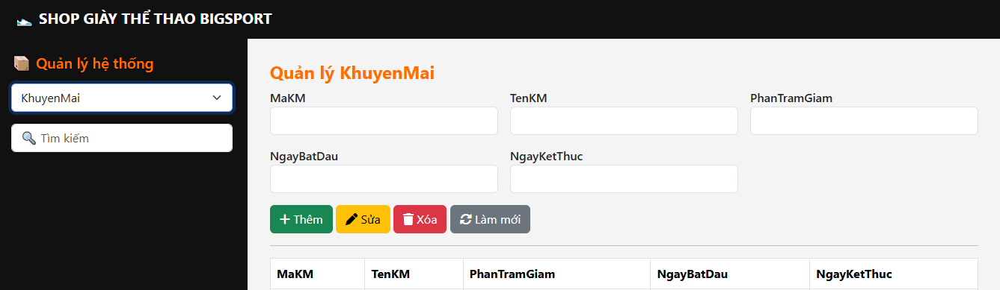 SHOP GIÀY THỂ THAO BIGSPORT
Quản lý hệ thống
KhuyenMai
Tìm kiếm
Quản lý KhuyenMai
MaKM TenKM PhanTramGiam
NgayBatDau NgayKetThuc
Thêm Sửa Xóa Làm mới
MaKM TenKM PhanTramGiam NgayBatDau NgayKetThuc